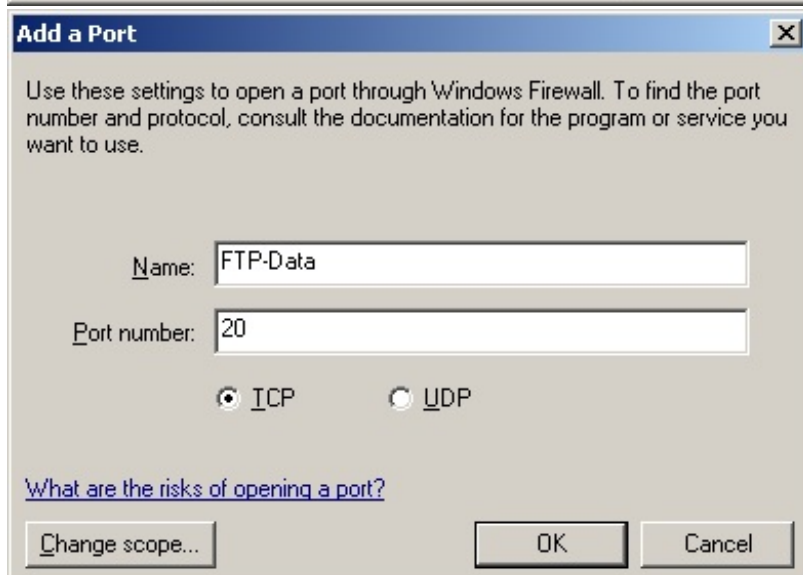 Add a Port
Use these settings to open a port through Windows Firewall. To find the port
number and protocol, consult the documentation for the program or service you
want to use.
Name: FTP-Data
Port number: 20
TCP UDP
What are the risks of opening a port?
Change scope... OK Cancel